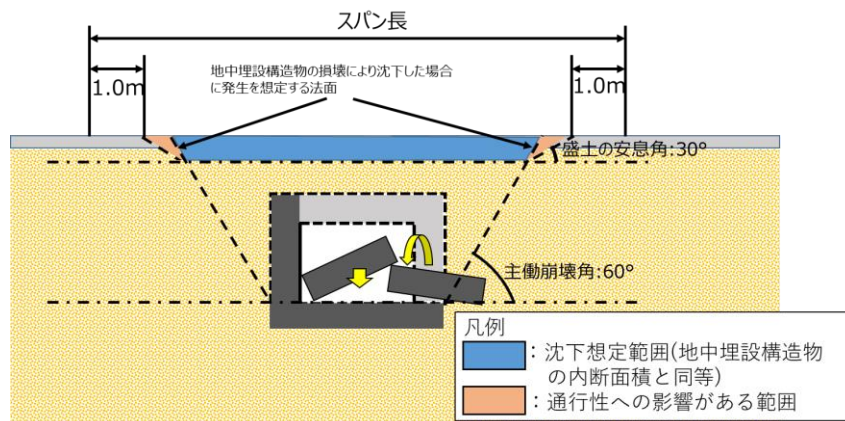 スパン長
1.0m
地中埋設構造物の損壊により沈下した場合
に発生を想定する法面
1.0m
盛土の安息角:30°
主働崩壊角:60°
凡例
：沈下想定範囲(地中埋設構造物
の内断面積と同等)
：通行性への影響がある範囲